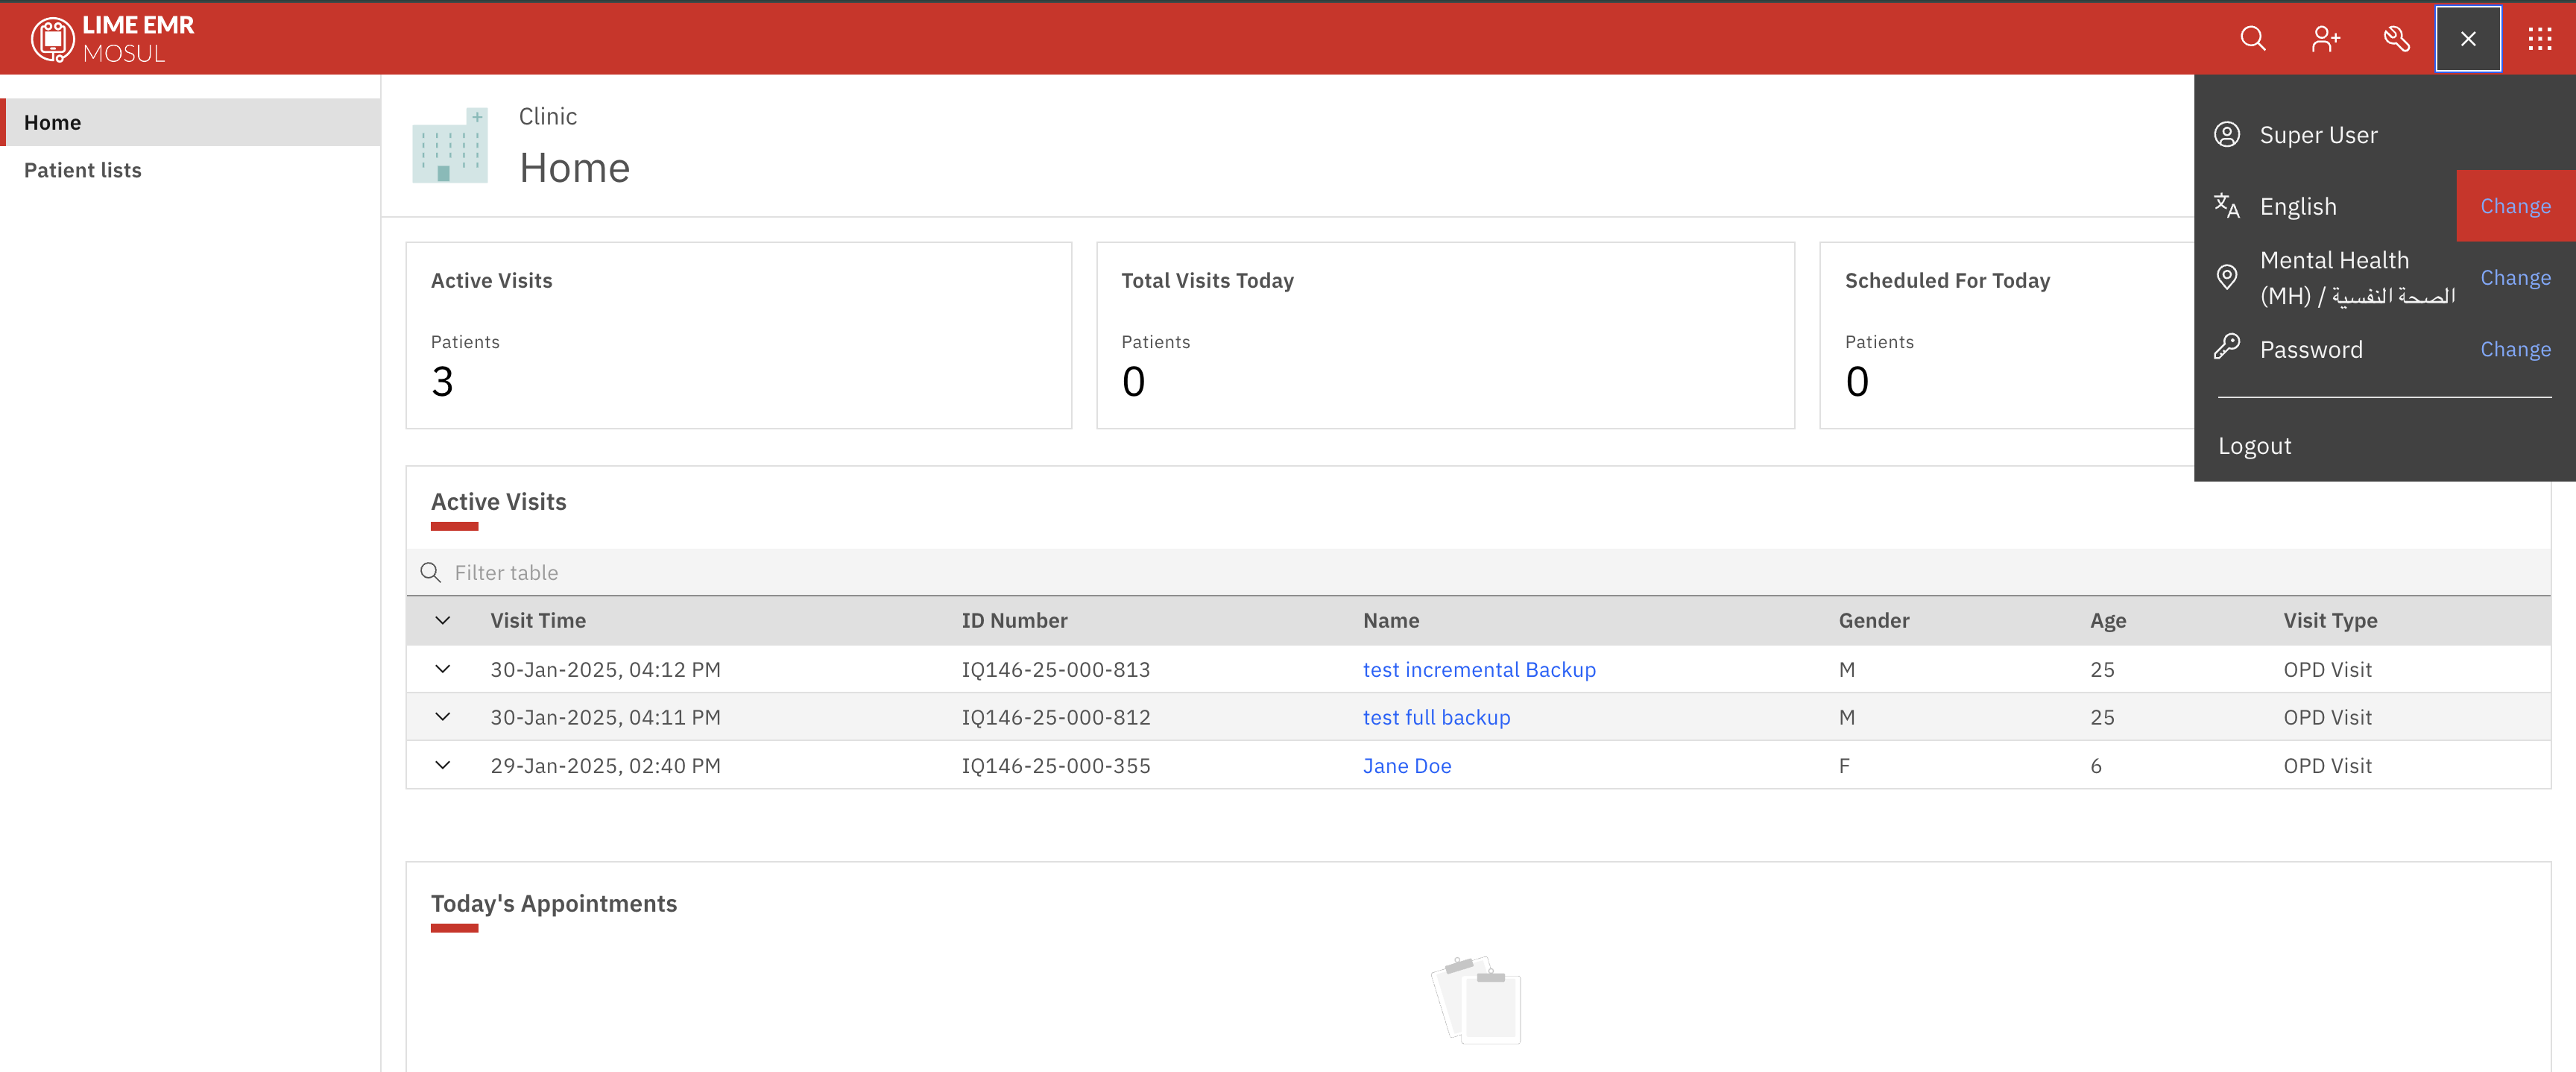 LIME EMR
MOSUL
Home
Patient lists
Clinic
Home
Super User
English Change
Mental Health
(MH) / الصحة النفسية Change
Password Change
Logout
Active Visits
Patients
3
Total Visits Today
Patients
0
Scheduled For Today
Patients
0
Active Visits
Filter table
Visit Time ID Number Name Gender Age Visit Type
30-Jan-2025, 04:12 PM IQ146-25-000-813 test incremental Backup M 25 OPD Visit
30-Jan-2025, 04:11 PM IQ146-25-000-812 test full backup M 25 OPD Visit
29-Jan-2025, 02:40 PM IQ146-25-000-355 Jane Doe F 6 OPD Visit
Today's Appointments